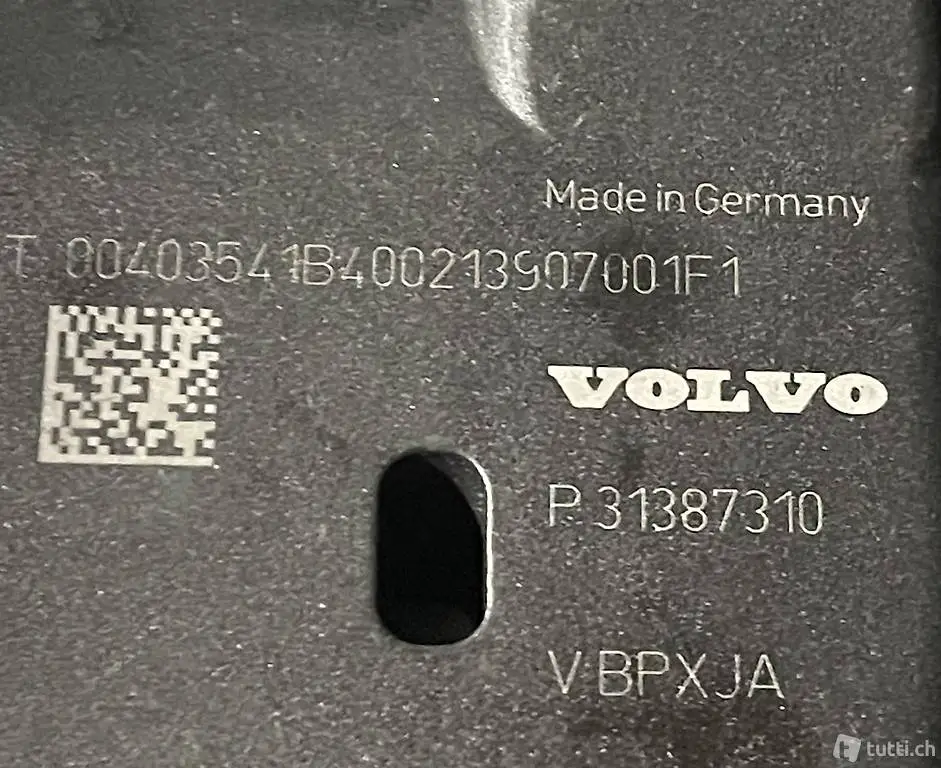 Made in Germany
T 00403541B400213907001F1
VOLVO
P 31387310
V BPXJA
tutti.ch